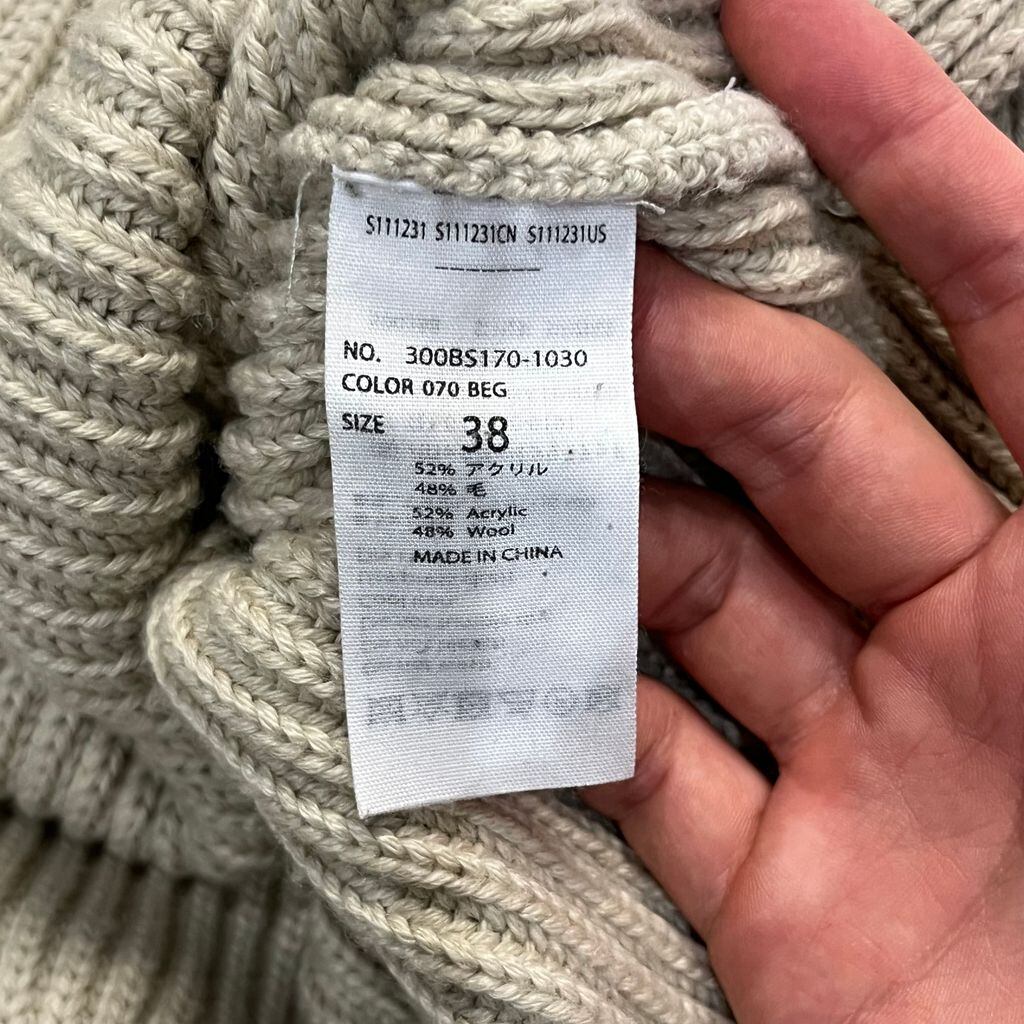 S111231 S111231CN S111231US
-------
NO. 300BS170-1030
COLOR 070 BEG
SIZE 38
52% アクリル
48% 毛
52% Acrylic
48% Wool
MADE IN CHINA